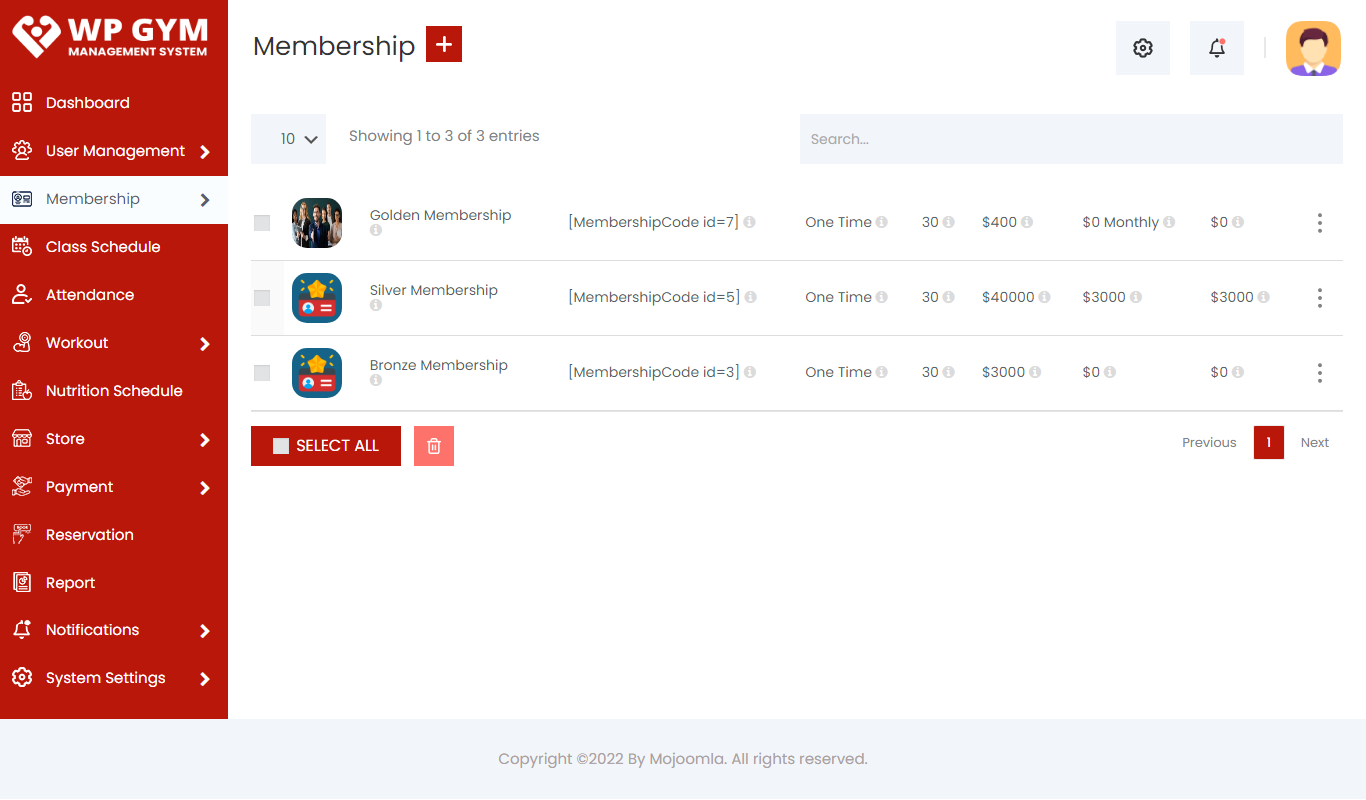 WP GYM
MANAGEMENT SYSTEM
Dashboard
User Management
Membership
Class Schedule
Attendance
Workout
Nutrition Schedule
Store
Payment
Reservation
Report
Notifications
System Settings
Membership +
10 Showing 1 to 3 of 3 entries Search...
Golden Membership [MembershipCode id=7] One Time 30 $400 $0 Monthly $0
Silver Membership [MembershipCode id=5] One Time 30 $40000 $3000 $3000
Bronze Membership [MembershipCode id=3] One Time 30 $3000 $0 $0
SELECT ALL Previous 1 Next
Copyright ©2022 By Mojoomla. All rights reserved.